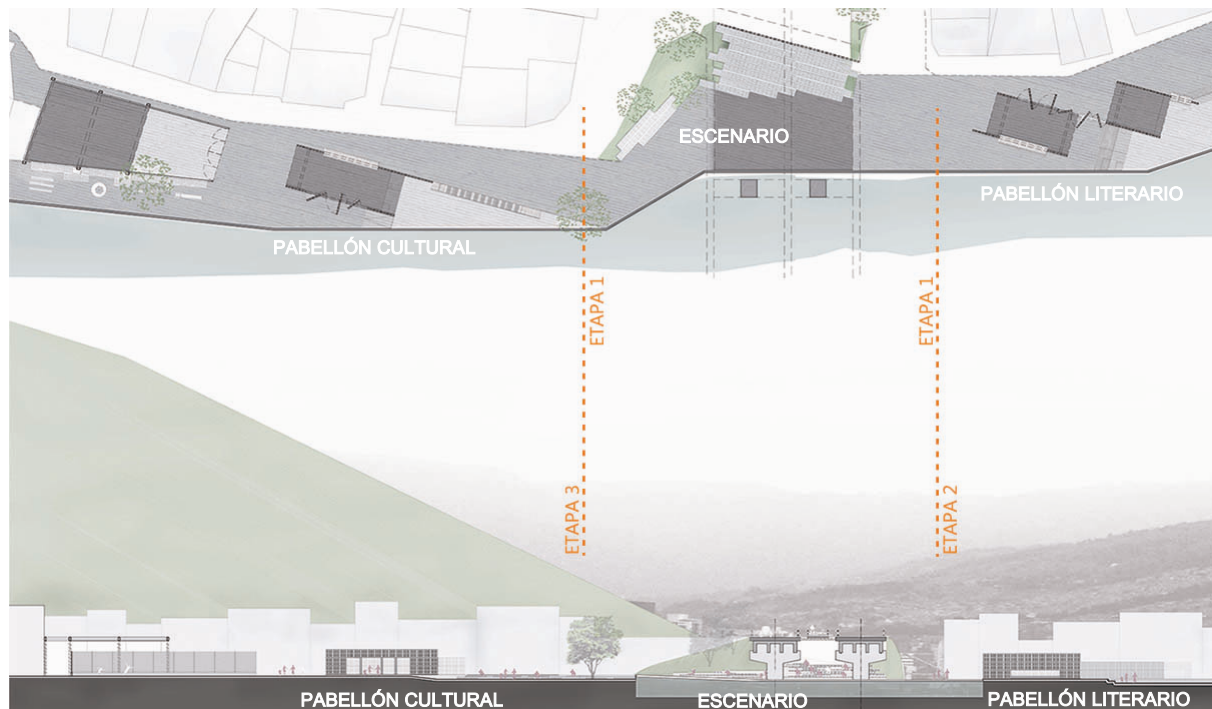 ESCENARIO
PABELLÓN LITERARIO
PABELLÓN CULTURAL
ETAPA 1
ETAPA 1
ETAPA 3
ETAPA 2
PABELLÓN CULTURAL
ESCENARIO
PABELLÓN LITERARIO